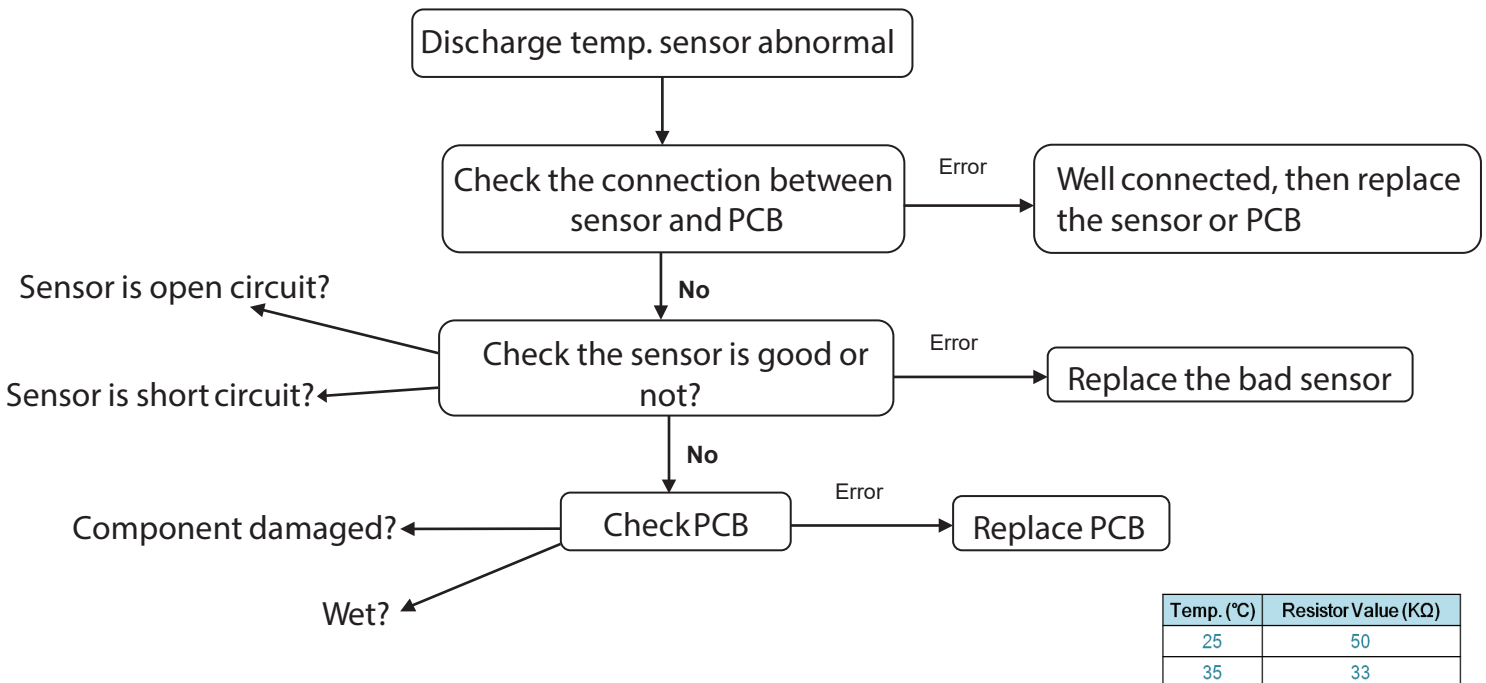 Discharge temp. sensor abnormal
Check the connection between
sensor and PCB
Error
Well connected, then replace
the sensor or PCB
No
Sensor is open circuit?
Check the sensor is good or
not?
Error
Replace the bad sensor
Sensor is short circuit?
No
Check PCB
Error
Replace PCB
Component damaged?
Wet?
Temp. (℃) Resistor Value (KΩ)
25 50
35 33